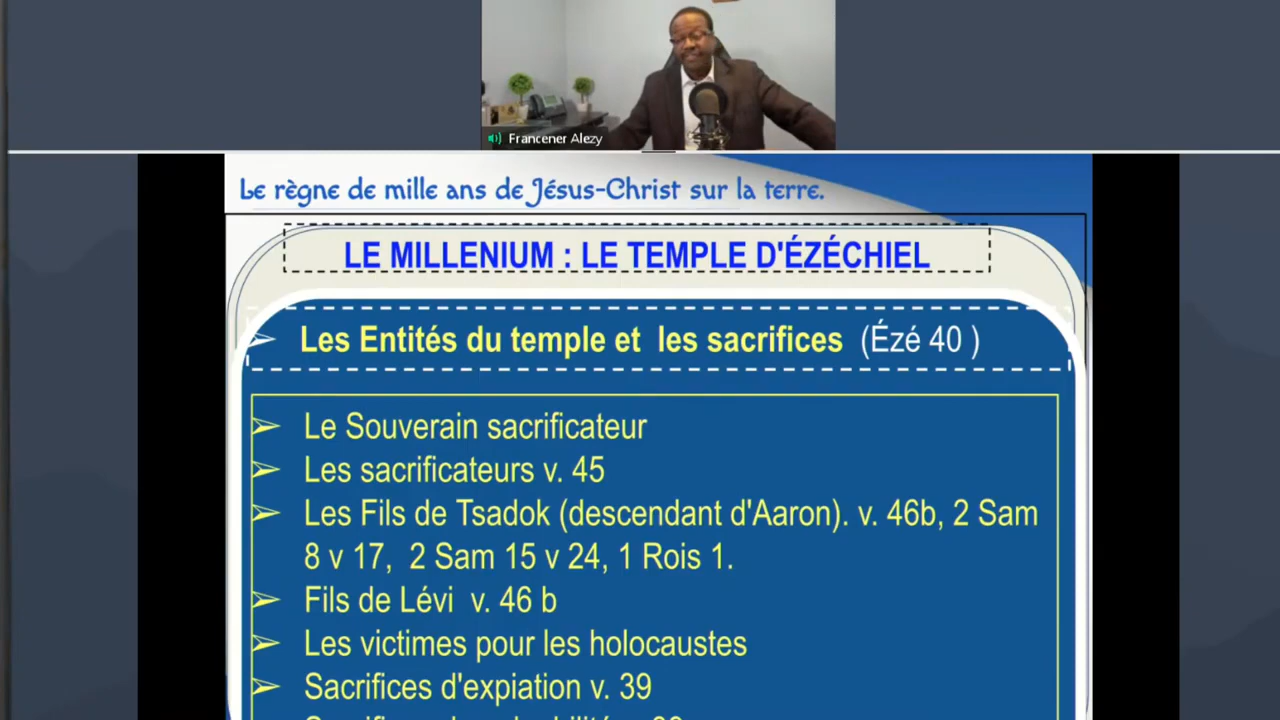 Francener Alezy
Le règne de mille ans de Jésus-Christ sur la terre.
LE MILLENIUM : LE TEMPLE D'ÉZÉCHIEL
Les Entités du temple et les sacrifices (Ézé 40 )
Le Souverain sacrificateur
Les sacrificateurs v. 45
Les Fils de Tsadok (descendant d'Aaron). v. 46b, 2 Sam
8 v 17, 2 Sam 15 v 24, 1 Rois 1.
Fils de Lévi v. 46 b
Les victimes pour les holocaustes
Sacrifices d'expiation v. 39